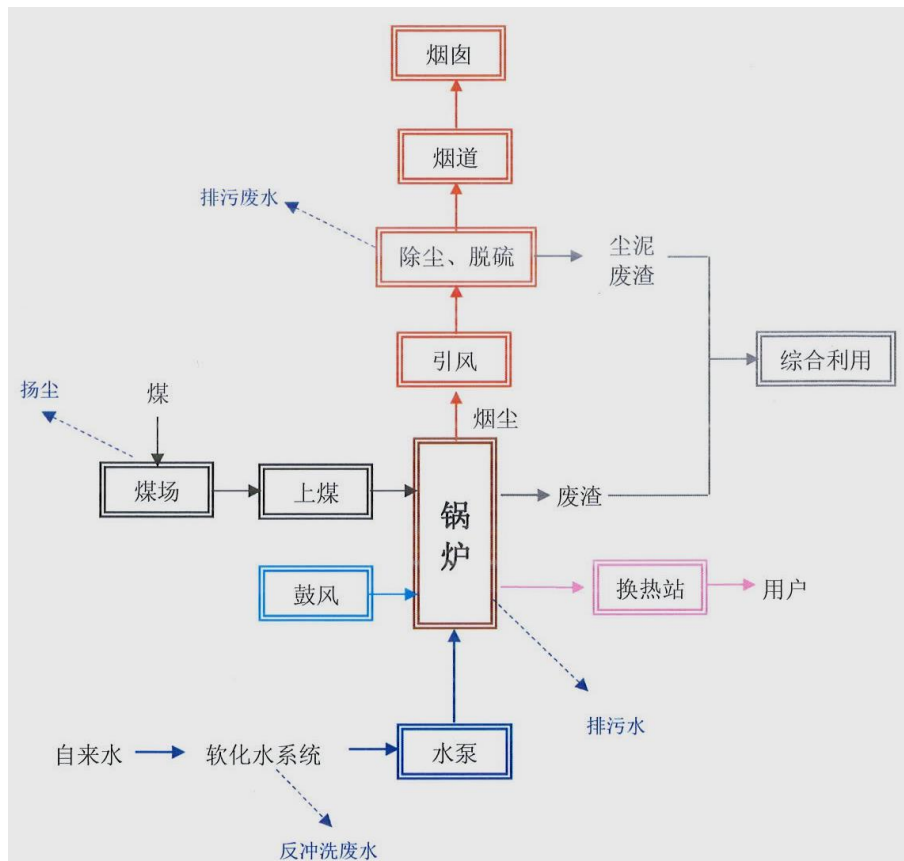 烟囱
烟道
排污废水
除尘、脱硫
尘泥
废渣
引风
综合利用
扬尘
煤
烟尘
煤场
上煤
锅炉
废渣
鼓风
换热站
用户
排污水
自来水
软化水系统
水泵
反冲洗废水